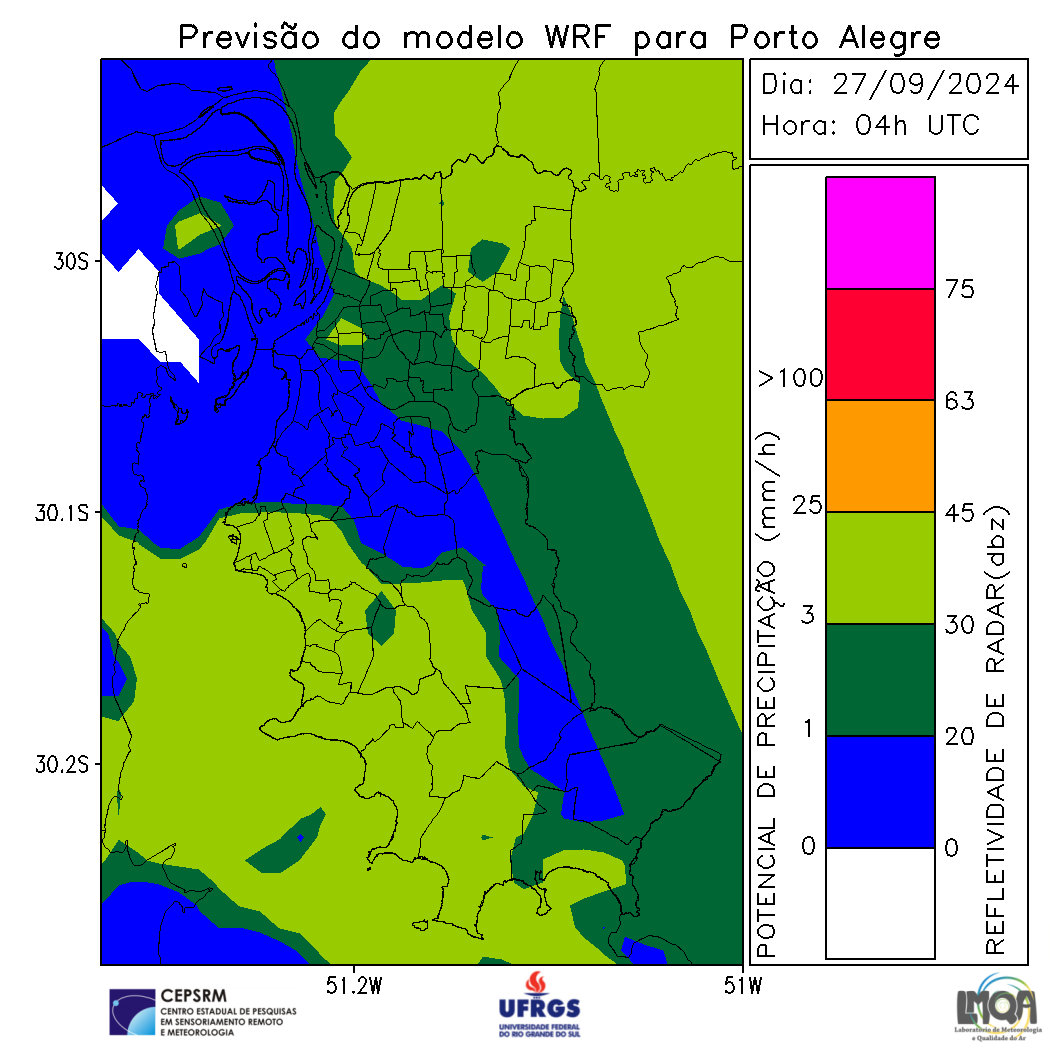 Previsão do modelo WRF para Porto Alegre
Dia: 27/09/2024
Hora: 04h UTC
30S
30.1S
30.2S
51.2W
51W
POTENCIAL DE PRECIPITAÇÃO (mm/h)
>100
25
3
1
0
75
63
45
30
20
0
REFLETIVIDADE DE RADAR(dbz)
CEPSRM
CENTRO ESTADUAL DE PESQUISAS
EM SENSORIAMENTO REMOTO
E METEOROLOGIA
UFRGS
UNIVERSIDADE FEDERAL
DO RIO GRANDE DO SUL
LMQA
Laboratório de Meteorologia
e Qualidade do Ar